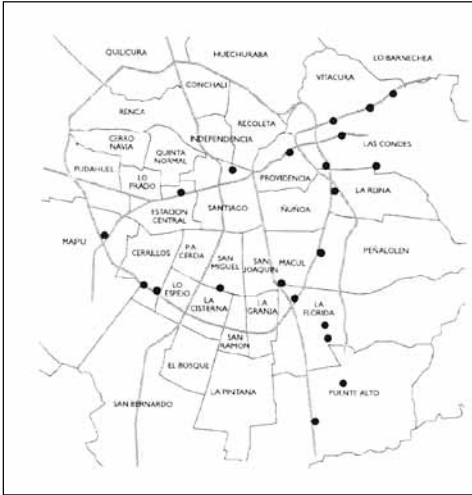 QUILICURA
HUECHURABA
LO BARNECHEA
VITACURA
CONCHALI
RENCA
RECOLETA
INDEPENDENCIA
CERRO
NAVIA
QUINTA
NORMAL
LAS CONDES
PUDAHUEL
LO
PRADO
PROVIDENCIA
LA REINA
ESTACION
CENTRAL
SANTIAGO
ÑUÑOA
MAIPU
CERRILLOS
P.A.
CERDA
SAN
MIGUEL
SAN
JOAQUIN
MACUL
PEÑALOLEN
LO
ESPEJO
LA
CISTERNA
LA
GRANJA
LA
FLORIDA
SAN
RAMON
EL BOSQUE
LA PINTANA
SAN BERNARDO
PUENTE ALTO